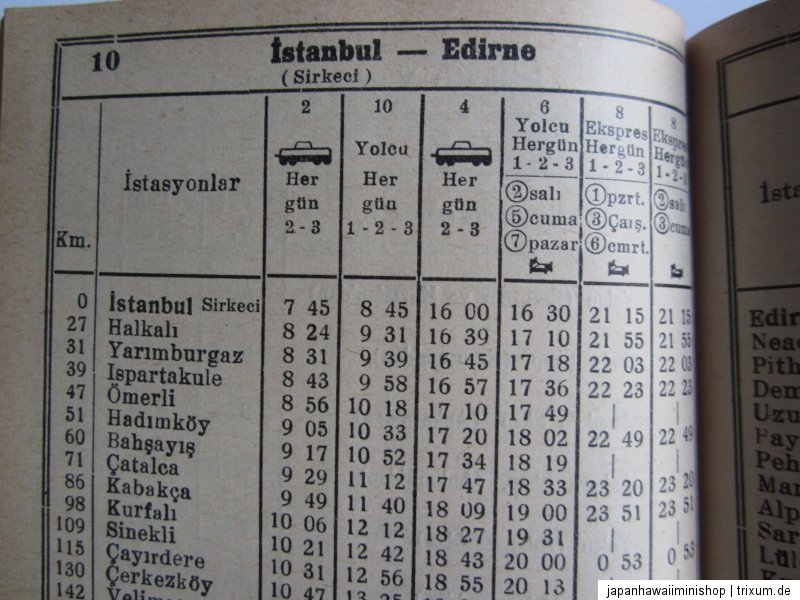 10 İstanbul — Edirne
(Sirkeci)
Km.
İstasyonlar
2
Her
gün
2 - 3
10
Yolcu
Her
gün
1 - 2 - 3
4
Her
gün
2 - 3
6
Yolcu
Hergün
1 - 2 - 3
②salı
⑤cuma
⑦pazar
8
Ekspres
Hergün
1 - 2 - 3
①pzrt.
③Çarş.
⑥cmrt.
8
Ekspres
Hergün
1 - 2 - 3
②salı
③cuma
0 İstanbul Sirkeci 7 45 8 45 16 00 16 30 21 15 21 15
27 Halkalı 8 24 9 31 16 39 17 10 21 55 21 55
31 Yarımburgaz 8 31 9 39 16 45 17 18 22 03 22 03
39 Ispartakule 8 43 9 58 16 57 17 36 22 23 22 23
47 Ömerli 8 56 10 18 17 10 17 49 | |
51 Hadımköy 9 05 10 33 17 20 18 02 22 49 22 49
60 Bahşayış 9 17 10 52 17 34 18 19 | |
71 Çatalca 9 29 11 12 17 47 18 33 23 20 23 20
86 Kabakça 9 49 11 40 18 09 19 00 23 51 23 51
98 Kurfalı 10 06 12 12 18 27 19 31 | |
109 Sinekli 10 21 12 42 18 43 20 00 0 53 0 53
115 Çayırdere 10 31 12 56 18 55 20 13
130 Çerkezköy 10 47
142
Edir
Nea
Pitb
Dem
Uzu
Pay
Peh
Mar
Alp
Sar
Lül
japanhawaiiminishop | trixum.de